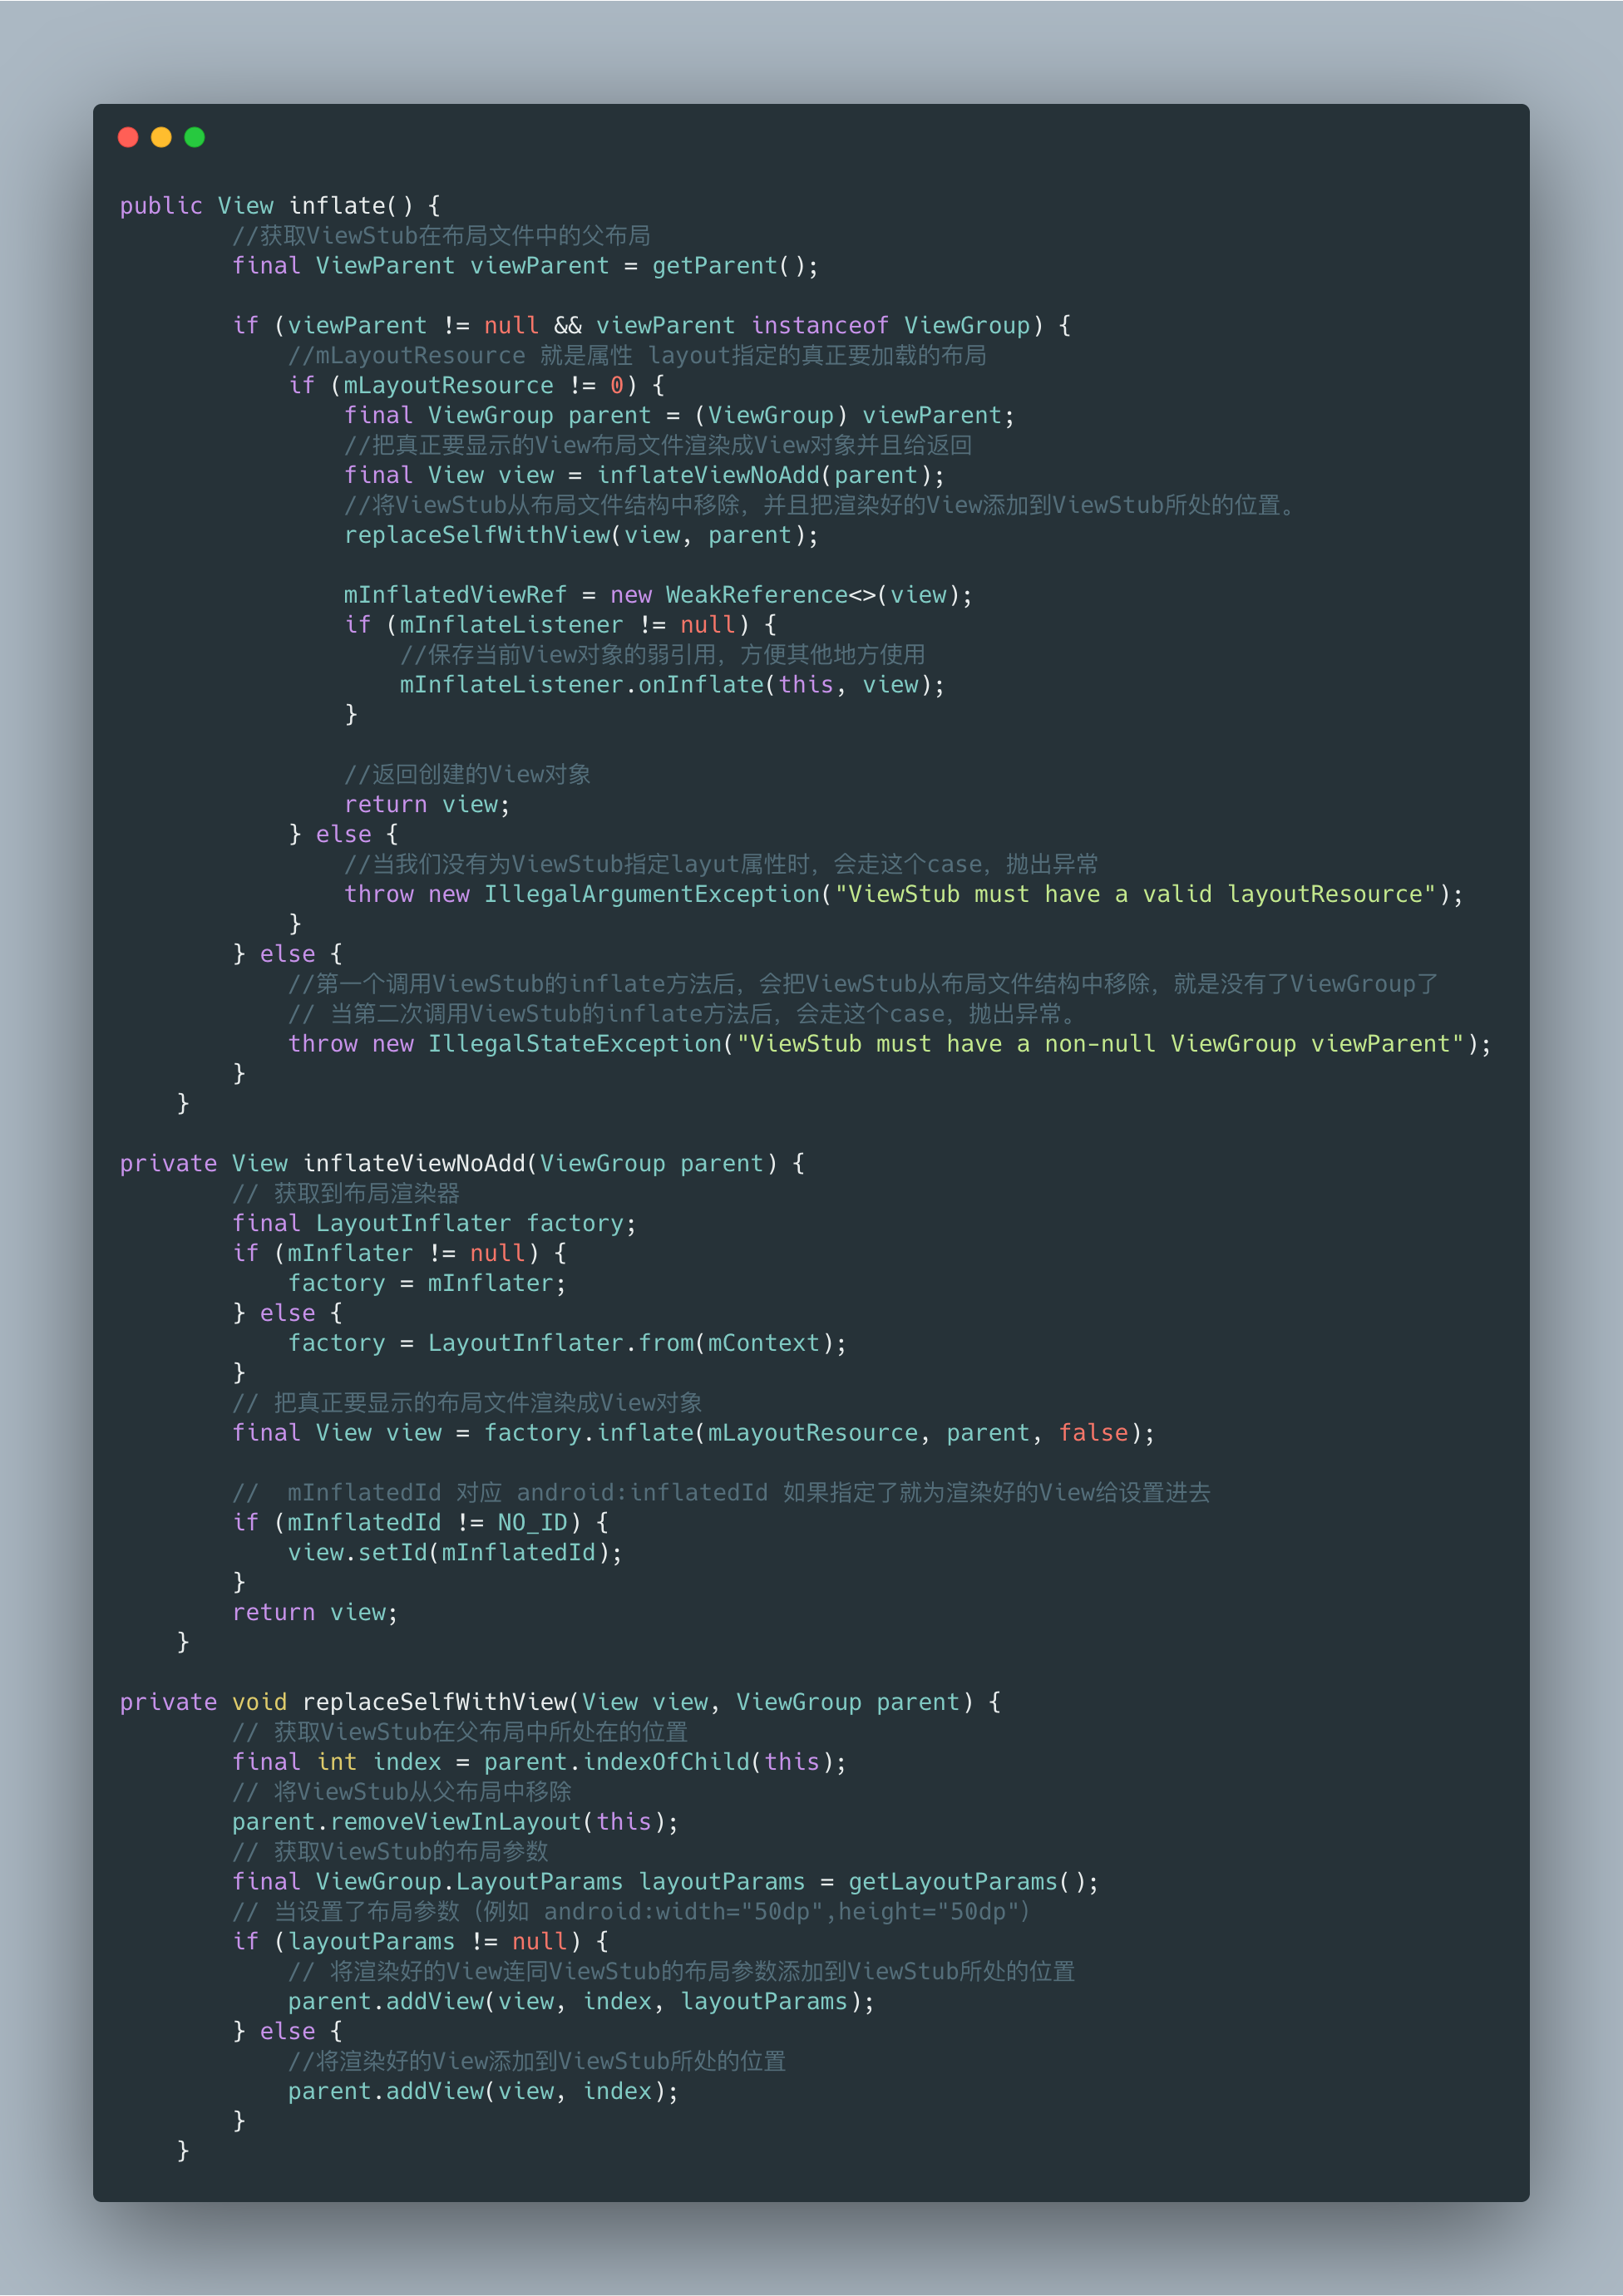 public View inflate() {
        //获取ViewStub在布局文件中的父布局
        final ViewParent viewParent = getParent();

        if (viewParent != null && viewParent instanceof ViewGroup) {
            //mLayoutResource 就是属性 layout指定的真正要加载的布局
            if (mLayoutResource != 0) {
                final ViewGroup parent = (ViewGroup) viewParent;
                //把真正要显示的View布局文件渲染成View对象并且给返回
                final View view = inflateViewNoAdd(parent);
                //将ViewStub从布局文件结构中移除，并且把渲染好的View添加到ViewStub所处的位置。
                replaceSelfWithView(view, parent);

                mInflatedViewRef = new WeakReference<>(view);
                if (mInflateListener != null) {
                    //保存当前View对象的弱引用，方便其他地方使用
                    mInflateListener.onInflate(this, view);
                }

                //返回创建的View对象
                return view;
            } else {
                //当我们没有为ViewStub指定layut属性时，会走这个case，抛出异常
                throw new IllegalArgumentException("ViewStub must have a valid layoutResource");
            }
        } else {
            //第一个调用ViewStub的inflate方法后，会把ViewStub从布局文件结构中移除，就是没有了ViewGroup了
            // 当第二次调用ViewStub的inflate方法后，会走这个case，抛出异常。
            throw new IllegalStateException("ViewStub must have a non-null ViewGroup viewParent");
        }
    }

private View inflateViewNoAdd(ViewGroup parent) {
        // 获取到布局渲染器
        final LayoutInflater factory;
        if (mInflater != null) {
            factory = mInflater;
        } else {
            factory = LayoutInflater.from(mContext);
        }
        // 把真正要显示的布局文件渲染成View对象
        final View view = factory.inflate(mLayoutResource, parent, false);

        //  mInflatedId 对应 android:inflatedId 如果指定了就为渲染好的View给设置进去
        if (mInflatedId != NO_ID) {
            view.setId(mInflatedId);
        }
        return view;
    }

private void replaceSelfWithView(View view, ViewGroup parent) {
        // 获取ViewStub在父布局中所处在的位置
        final int index = parent.indexOfChild(this);
        // 将ViewStub从父布局中移除
        parent.removeViewInLayout(this);
        // 获取ViewStub的布局参数
        final ViewGroup.LayoutParams layoutParams = getLayoutParams();
        // 当设置了布局参数（例如 android:width="50dp",height="50dp"）
        if (layoutParams != null) {
            // 将渲染好的View连同ViewStub的布局参数添加到ViewStub所处的位置
            parent.addView(view, index, layoutParams);
        } else {
            //将渲染好的View添加到ViewStub所处的位置
            parent.addView(view, index);
        }
    }